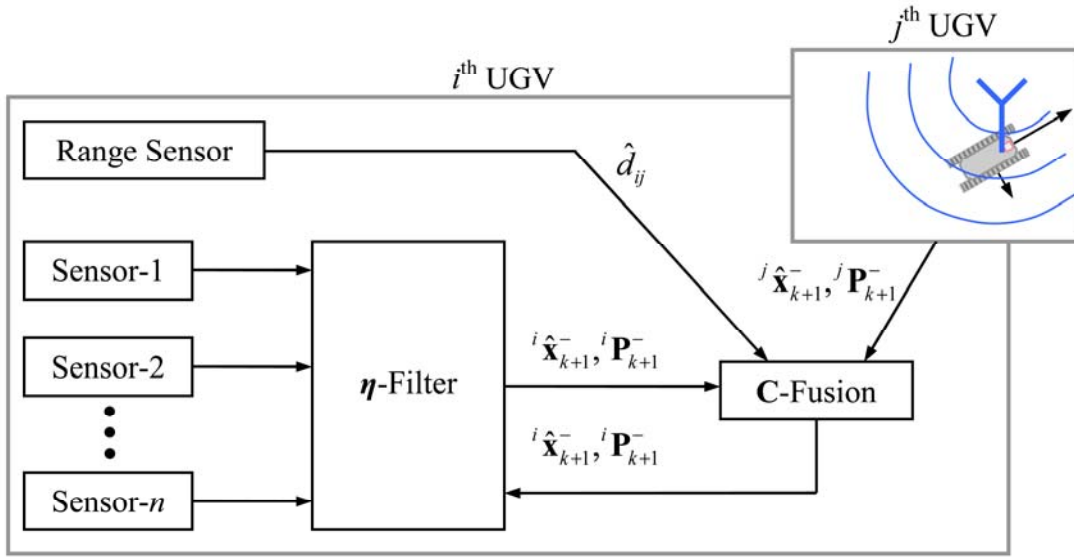 jᵗʰ UGV
iᵗʰ UGV
Range Sensor
d̂ᵢⱼ
Sensor-1
ʲx̂⁻ₖ₊₁, ʲP⁻ₖ₊₁
Sensor-2
η-Filter
ⁱx̂⁻ₖ₊₁, ⁱP⁻ₖ₊₁
C-Fusion
ⁱx̂⁻ₖ₊₁, ⁱP⁻ₖ₊₁
Sensor-n